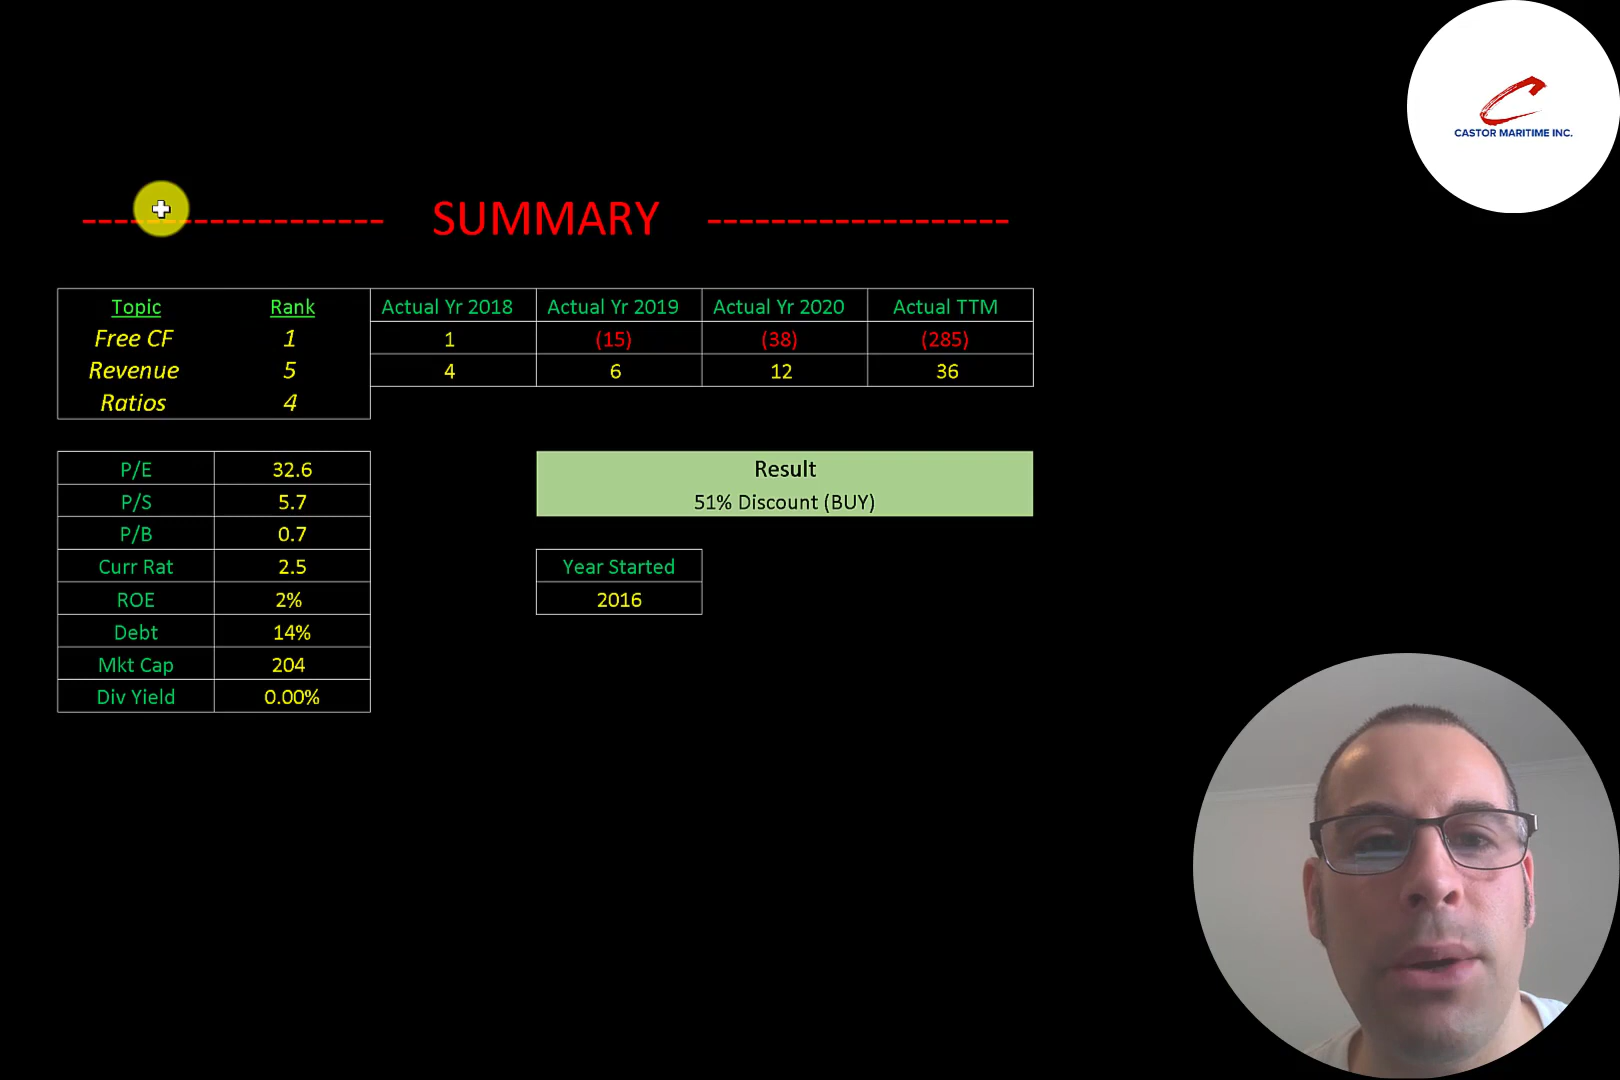 CASTOR MARITIME INC.
------------------- SUMMARY -------------------
Topic Rank Actual Yr 2018 Actual Yr 2019 Actual Yr 2020 Actual TTM
Free CF 1 1 (15) (38) (285)
Revenue 5 4 6 12 36
Ratios 4
P/E 32.6
P/S 5.7
P/B 0.7
Curr Rat 2.5
ROE 2%
Debt 14%
Mkt Cap 204
Div Yield 0.00%
Result
51% Discount (BUY)
Year Started
2016